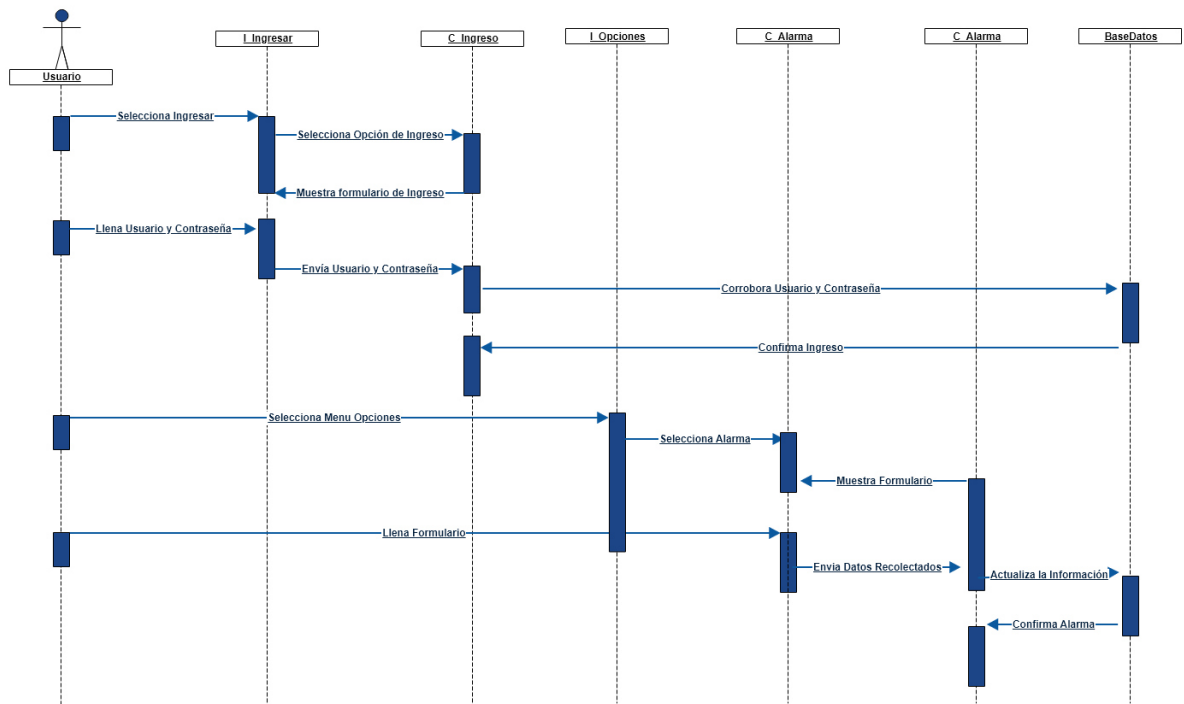 I_Ingresar
C_Ingreso
I_Opciones
C_Alarma
C_Alarma
BaseDatos
Usuario
Selecciona Ingresar
Selecciona Opción de Ingreso
Muestra formulario de Ingreso
Llena Usuario y Contraseña
Envía Usuario y Contraseña
Corrobora Usuario y Contraseña
Confirma Ingreso
Selecciona Menu Opciones
Selecciona Alarma
Muestra Formulario
Llena Formulario
Envia Datos Recolectados
Actualiza la Información
Confirma Alarma